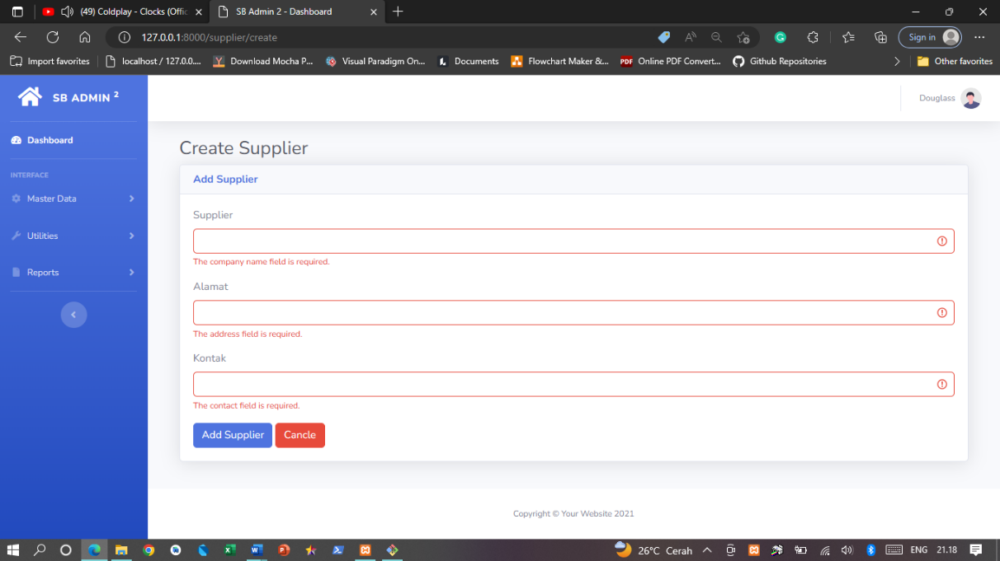 (49) Coldplay - Clocks (Offic
SB Admin 2 - Dashboard
127.0.0.1:8000/supplier/create
Sign in
Import favorites
localhost / 127.0.0....
Download Mocha P...
Visual Paradigm On...
Documents
Flowchart Maker &...
PDF Online PDF Convert...
Github Repositories
Other favorites
SB ADMIN 2
Douglass
Dashboard
INTERFACE
Master Data
Utilities
Reports
Create Supplier
Add Supplier
Supplier
The company name field is required.
Alamat
The address field is required.
Kontak
The contact field is required.
Add Supplier
Cancle
Copyright © Your Website 2021
26°C Cerah
ENG
21.18